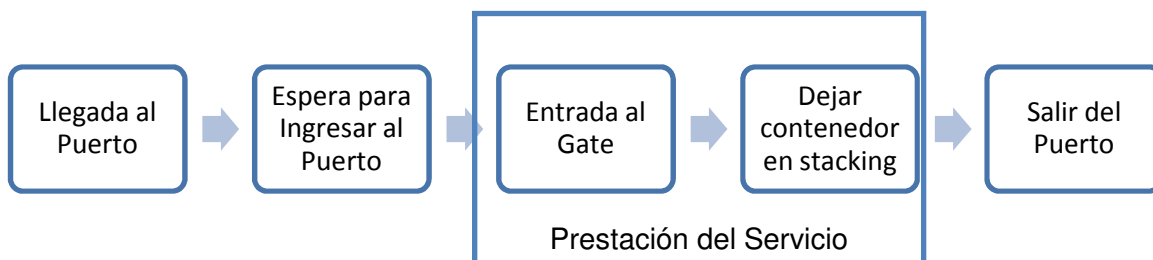 Llegada al
Puerto
Espera para
Ingresar al
Puerto
Entrada al
Gate
Dejar
contenedor
en stacking
Salir del
Puerto
Prestación del Servicio